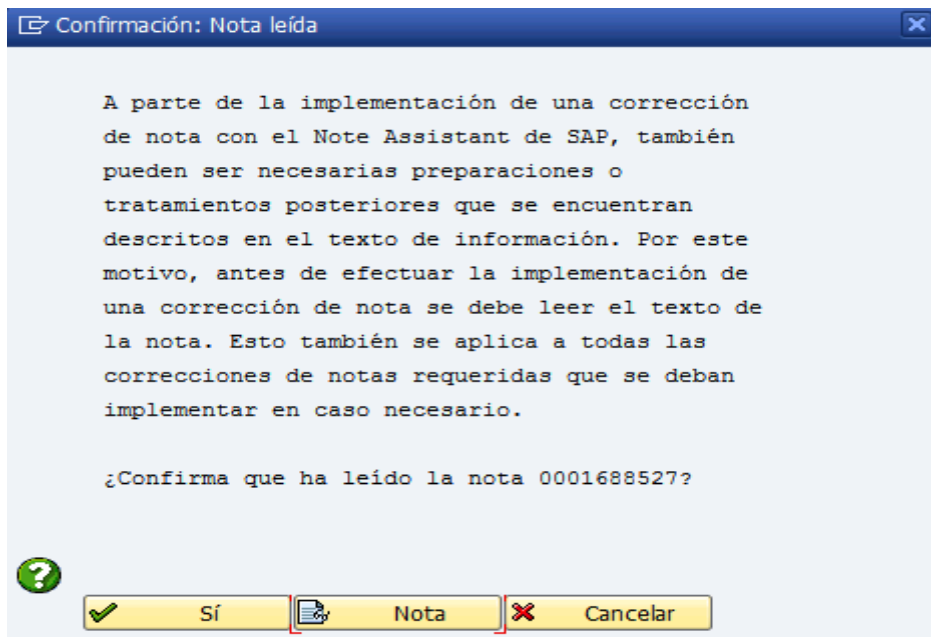 Confirmación: Nota leída
A parte de la implementación de una corrección
de nota con el Note Assistant de SAP, también
pueden ser necesarias preparaciones o
tratamientos posteriores que se encuentran
descritos en el texto de información. Por este
motivo, antes de efectuar la implementación de
una corrección de nota se debe leer el texto de
la nota. Esto también se aplica a todas las
correcciones de notas requeridas que se deban
implementar en caso necesario.
¿Confirma que ha leído la nota 0001688527?
Sí Nota Cancelar